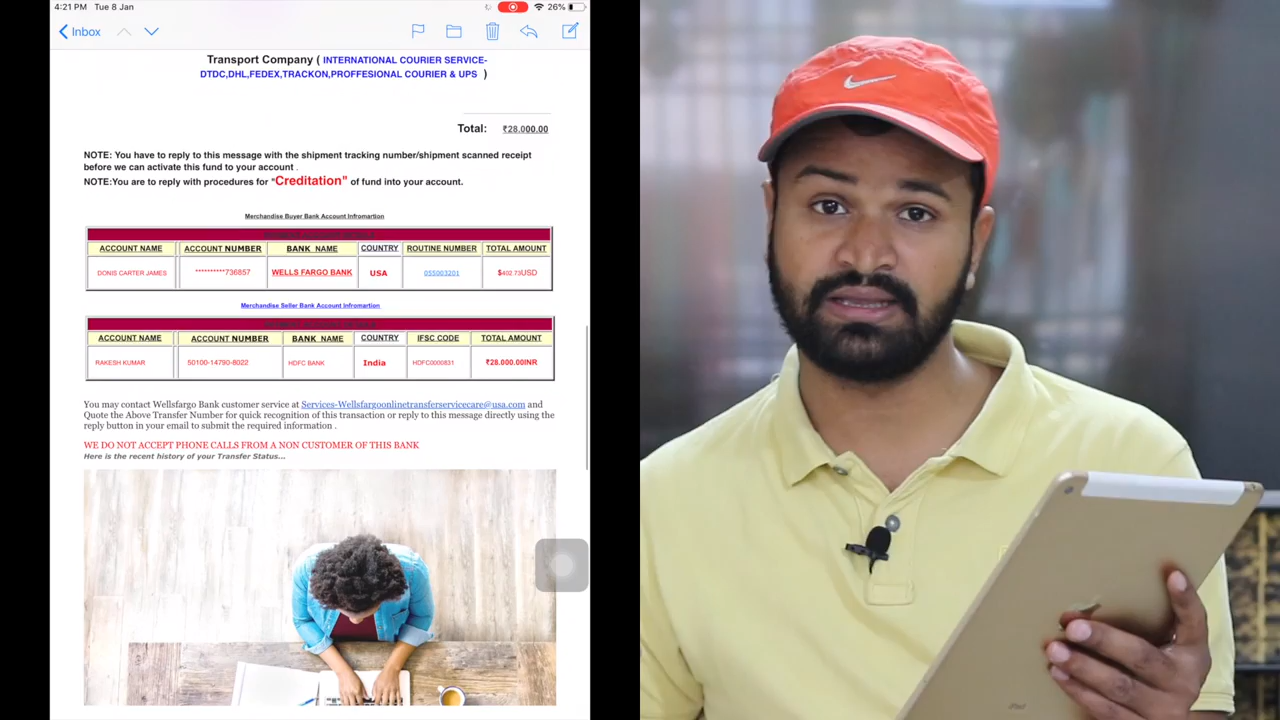 4:21 PM Tue 8 Jan
26%
Inbox
Transport Company ( INTERNATIONAL COURIER SERVICE-
DTDC,DHL,FEDEX,TRACKON,PROFFESIONAL COURIER & UPS )
Total: ₹28,000.00
NOTE: You have to reply to this message with the shipment tracking number/shipment scanned receipt
before we can activate this fund to your account .
NOTE:You are to reply with procedures for "Creditation" of fund into your account.
Merchandise Buyer Bank Account Infromartion
ACCOUNT NAME ACCOUNT NUMBER BANK NAME COUNTRY ROUTINE NUMBER TOTAL AMOUNT
DONIS CARTER JAMES **********736857 WELLS FARGO BANK USA 055003201 $402.73USD
Merchandise Seller Bank Account Infromartion
ACCOUNT NAME ACCOUNT NUMBER BANK NAME COUNTRY IFSC CODE TOTAL AMOUNT
RAKESH KUMAR 50100-14790-8022 HDFC BANK India HDFC0000831 ₹28.000.00INR
You may contact Wellsfargo Bank customer service at Services-Wellsfargoonlinetransferservicecare@usa.com and
Quote the Above Transfer Number for quick recognition of this transaction or reply to this message directly using the
reply button in your email to submit the required information .
WE DO NOT ACCEPT PHONE CALLS FROM A NON CUSTOMER OF THIS BANK
Here is the recent history of your Transfer Status...